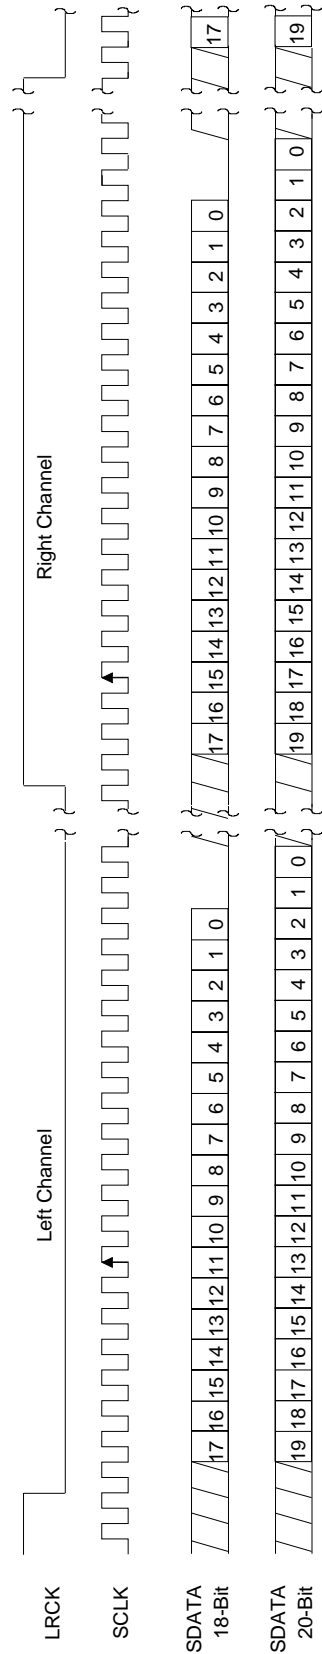 Left Channel
Right Channel
LRCK
SCLK
SDATA
18-Bit
17 16 15 14 13 12 11 10 9 8 7 6 5 4 3 2 1 0
17 16 15 14 13 12 11 10 9 8 7 6 5 4 3 2 1 0
17
SDATA
20-Bit
19 18 17 16 15 14 13 12 11 10 9 8 7 6 5 4 3 2 1 0
19 18 17 16 15 14 13 12 11 10 9 8 7 6 5 4 3 2 1 0
19